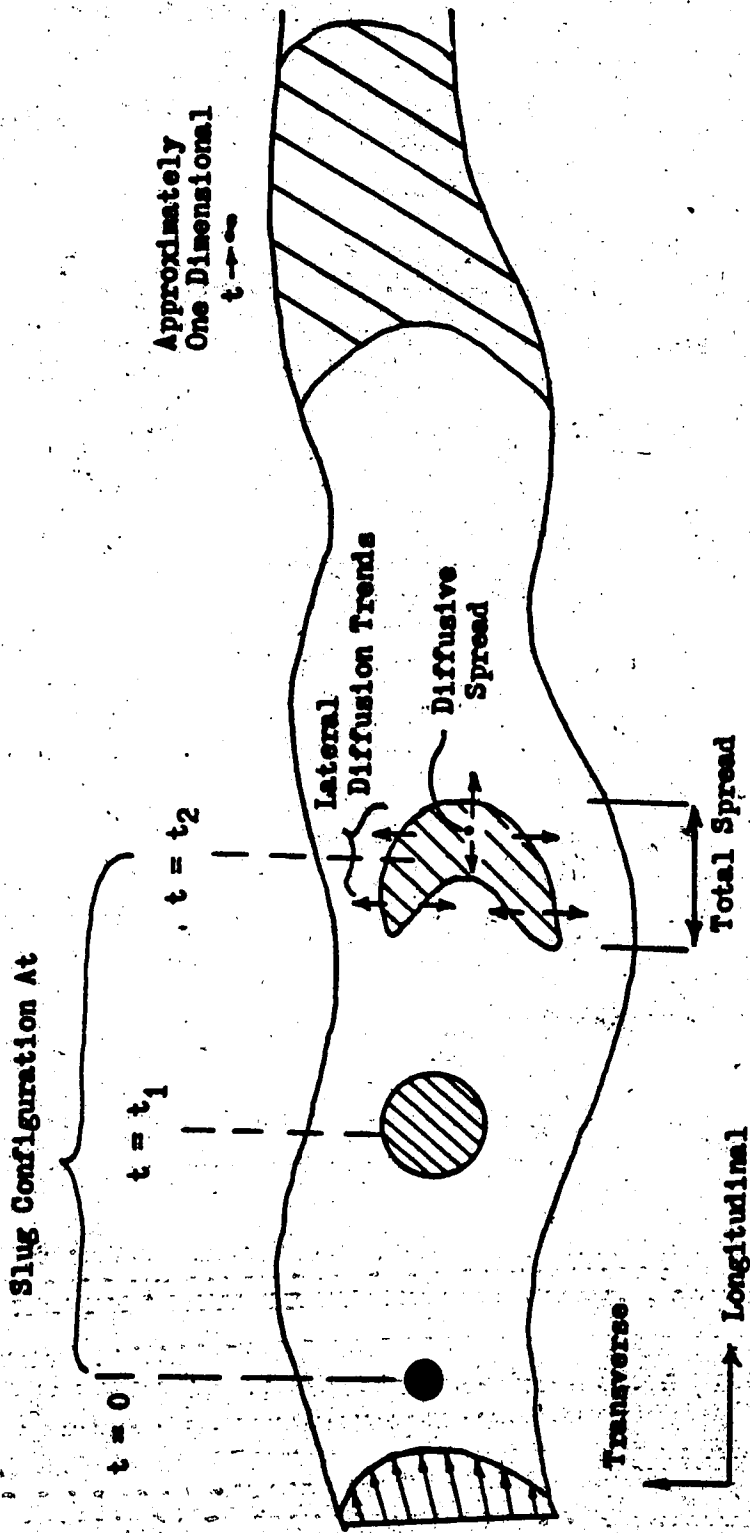 Slug Configuration At
t = 0
t = t₁
t = t₂
Approximately
One Dimensional
t → ∞
Lateral
Diffusion Trends
Diffusive
Spread
Total Spread
Transverse
Longitudinal